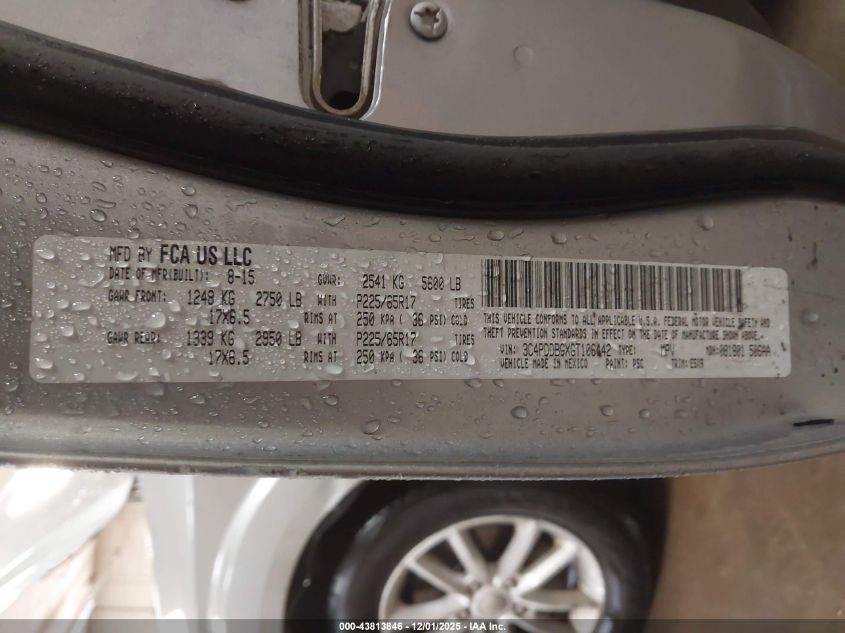 MFD BY FCA US LLC
DATE OF MFR(BUILT): 8-15 GVWR: 2541 KG 5600 LB
GAWR FRONT: 1248 KG 2750 LB WITH P225/65R17 TIRES
17X6.5 RIMS AT 250 KPA ( 36 PSI) COLD
GAWR REAR: 1339 KG 2950 LB WITH P225/65R17 TIRES
17X6.5 RIMS AT 250 KPA ( 36 PSI) COLD
THIS VEHICLE CONFORMS TO ALL APPLICABLE U.S.A. FEDERAL MOTOR VEHICLE SAFETY AND
THEFT PREVENTION STANDARDS IN EFFECT ON THE DATE OF MANUFACTURE SHOWN ABOVE.
VIN: 3C4PDDBGXGT106442 TYPE: MPV MDH: 081901 506AA
VEHICLE MADE IN MEXICO PAINT: PSC TRIM:
000-43813846 - 12/01/2025 - IAA Inc.